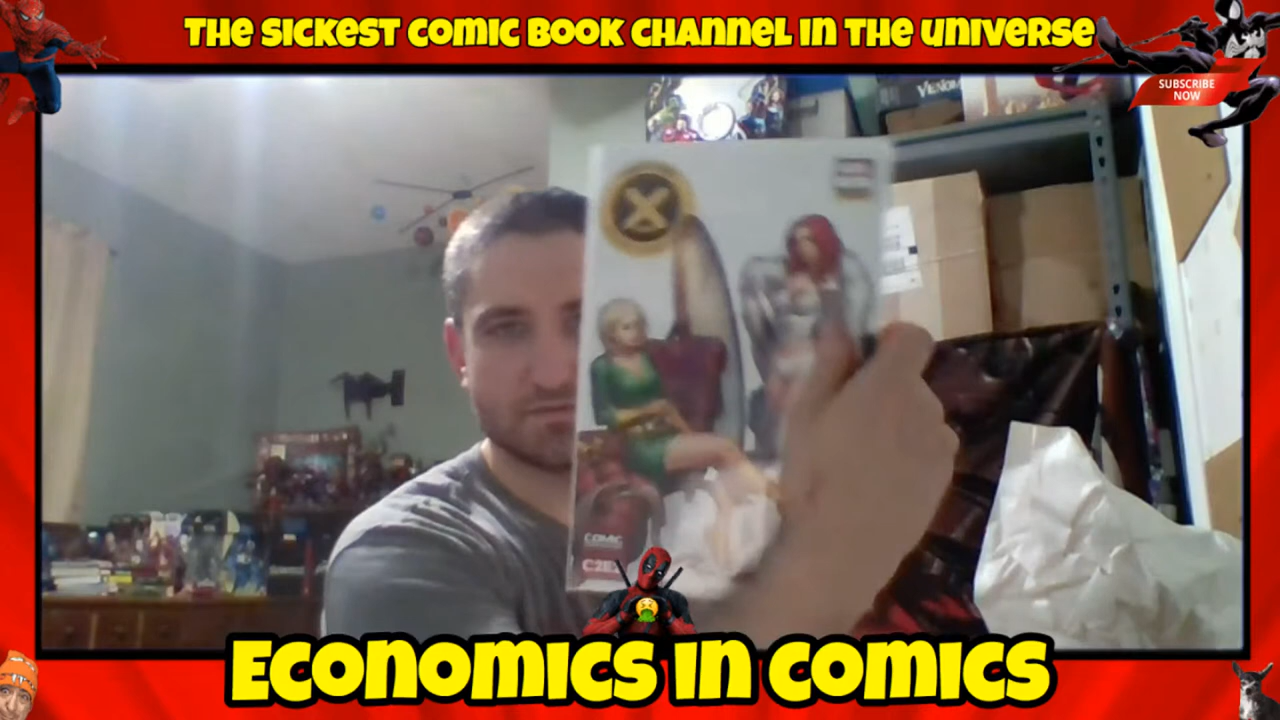 THE SICKEST COMIC BOOK CHANNEL IN THE UNIVERSE
SUBSCRIBE
NOW
VENOM
X
COMIC
C2E
ECONOMICS IN COMICS